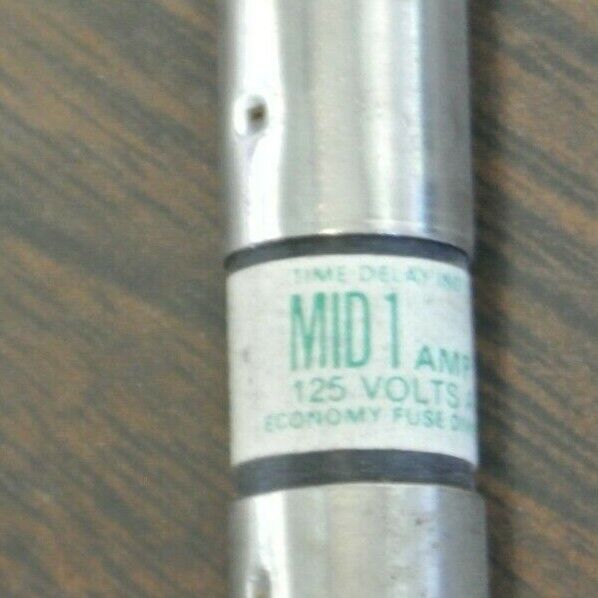 TIME DELAY IND
MID 1 AMP
125 VOLTS
ECONOMY FUSE